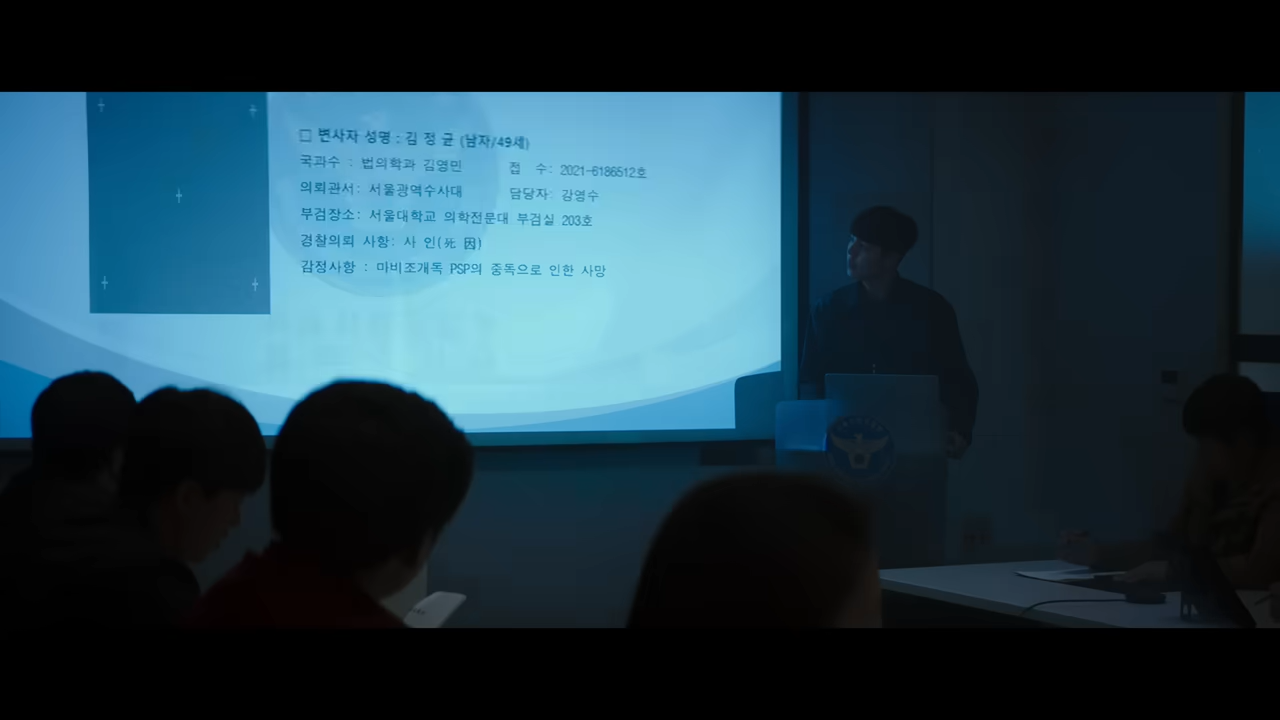 □ 변사자 성명 : 김 정 균 (남자/49세)
국과수 : 법의학과 김영민 접 수: 2021-6186512호
의뢰관서: 서울광역수사대 담당자: 강영수
부검장소: 서울대학교 의학전문대 부검실 203호
경찰의뢰 사항: 사 인(死 因)
감정사항 : 마비조개독 PSP의 중독으로 인한 사망